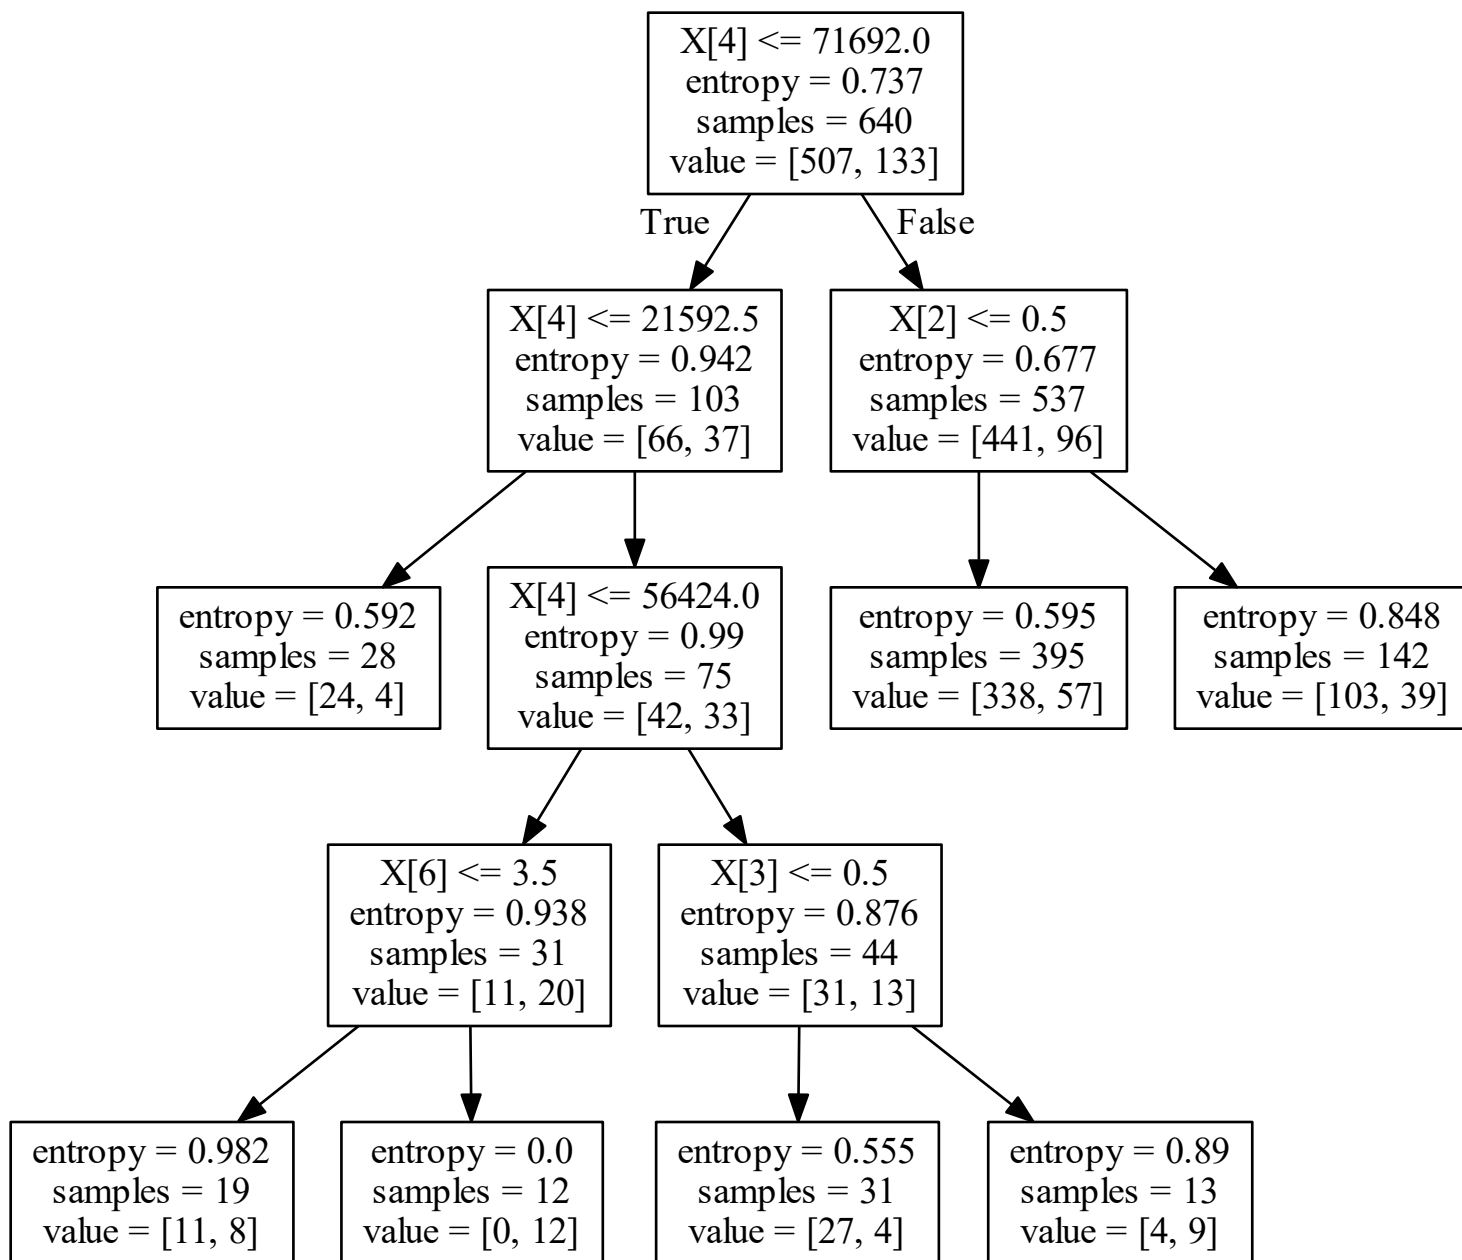 X[4] <= 71692.0
entropy = 0.737
samples = 640
value = [507, 133]
True
False
X[4] <= 21592.5
entropy = 0.942
samples = 103
value = [66, 37]
X[2] <= 0.5
entropy = 0.677
samples = 537
value = [441, 96]
entropy = 0.592
samples = 28
value = [24, 4]
X[4] <= 56424.0
entropy = 0.99
samples = 75
value = [42, 33]
entropy = 0.595
samples = 395
value = [338, 57]
entropy = 0.848
samples = 142
value = [103, 39]
X[6] <= 3.5
entropy = 0.938
samples = 31
value = [11, 20]
X[3] <= 0.5
entropy = 0.876
samples = 44
value = [31, 13]
entropy = 0.982
samples = 19
value = [11, 8]
entropy = 0.0
samples = 12
value = [0, 12]
entropy = 0.555
samples = 31
value = [27, 4]
entropy = 0.89
samples = 13
value = [4, 9]